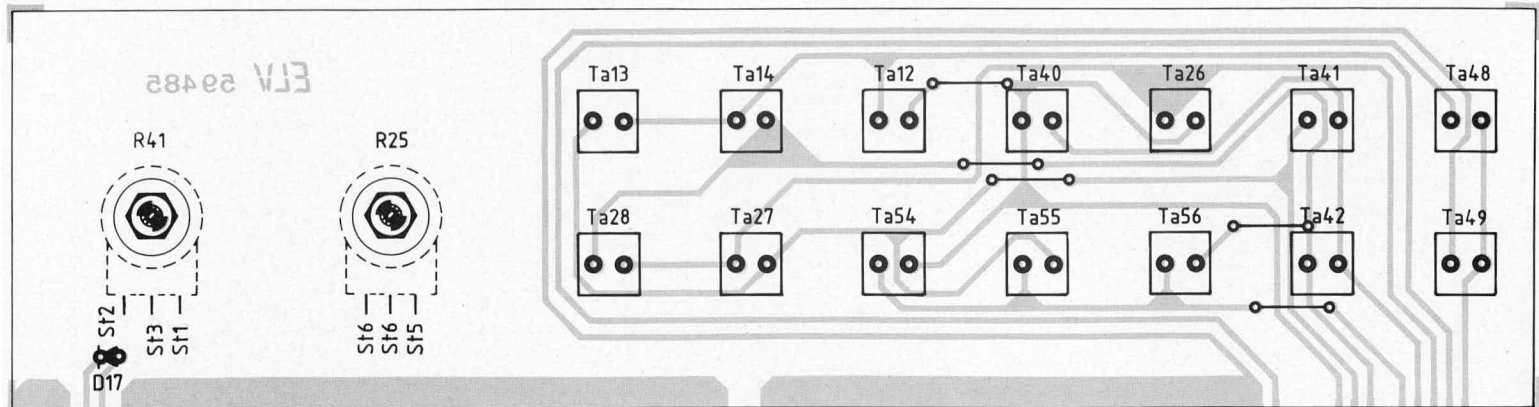 ELV 59485
Ta13 Ta14 Ta12 Ta40 Ta26 Ta41 Ta48
R41 R25
Ta28 Ta27 Ta54 Ta55 Ta56 Ta42 Ta49
St2 St3 St1 St6 St6 St5
D17